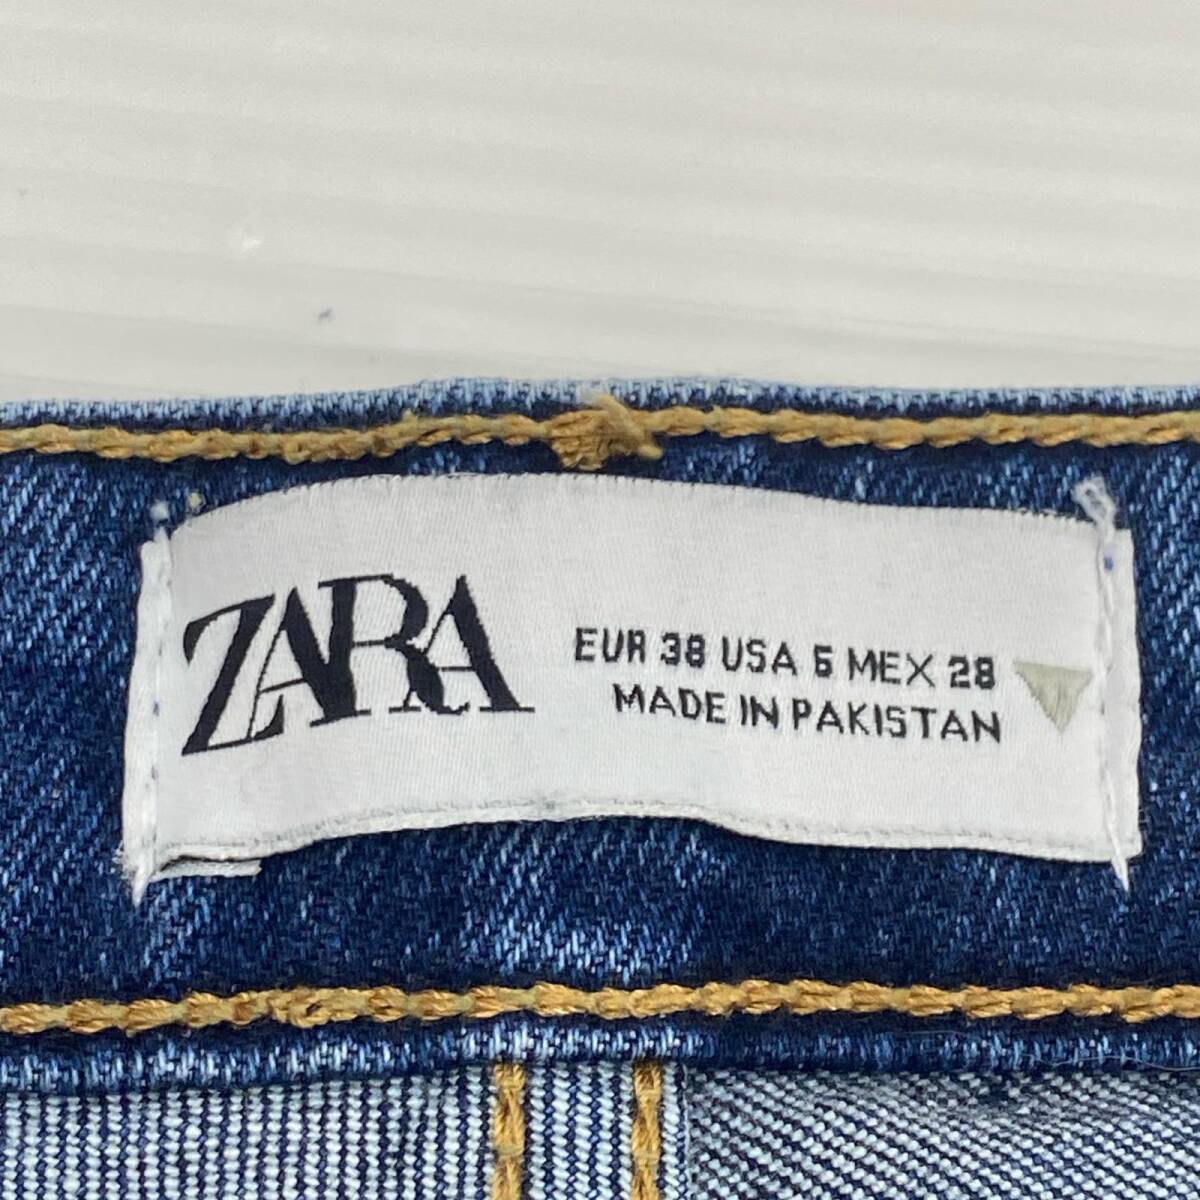 ZARA
EUR 38 USA 6 MEX 28
MADE IN PAKISTAN